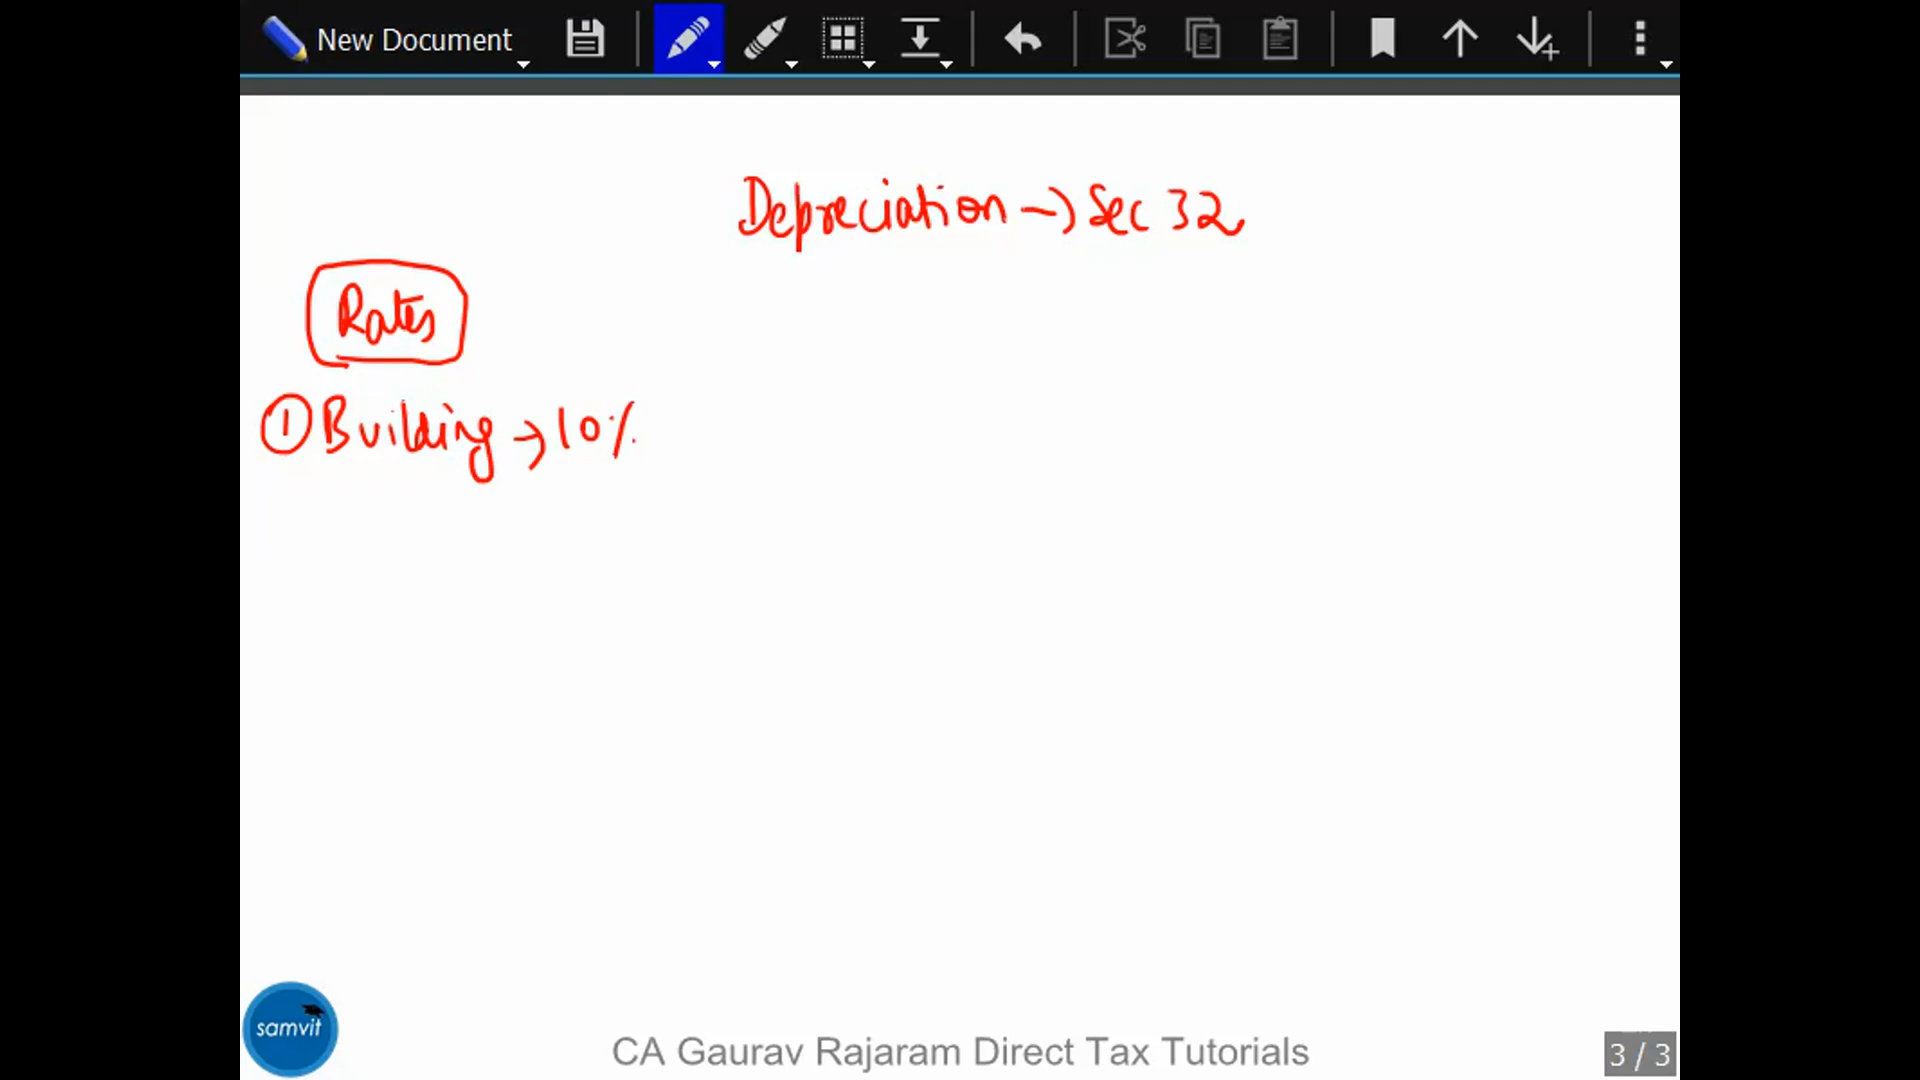 New Document
Depreciation → Sec 32
Rates
① Building → 10%
samvit
CA Gaurav Rajaram Direct Tax Tutorials
3 / 3